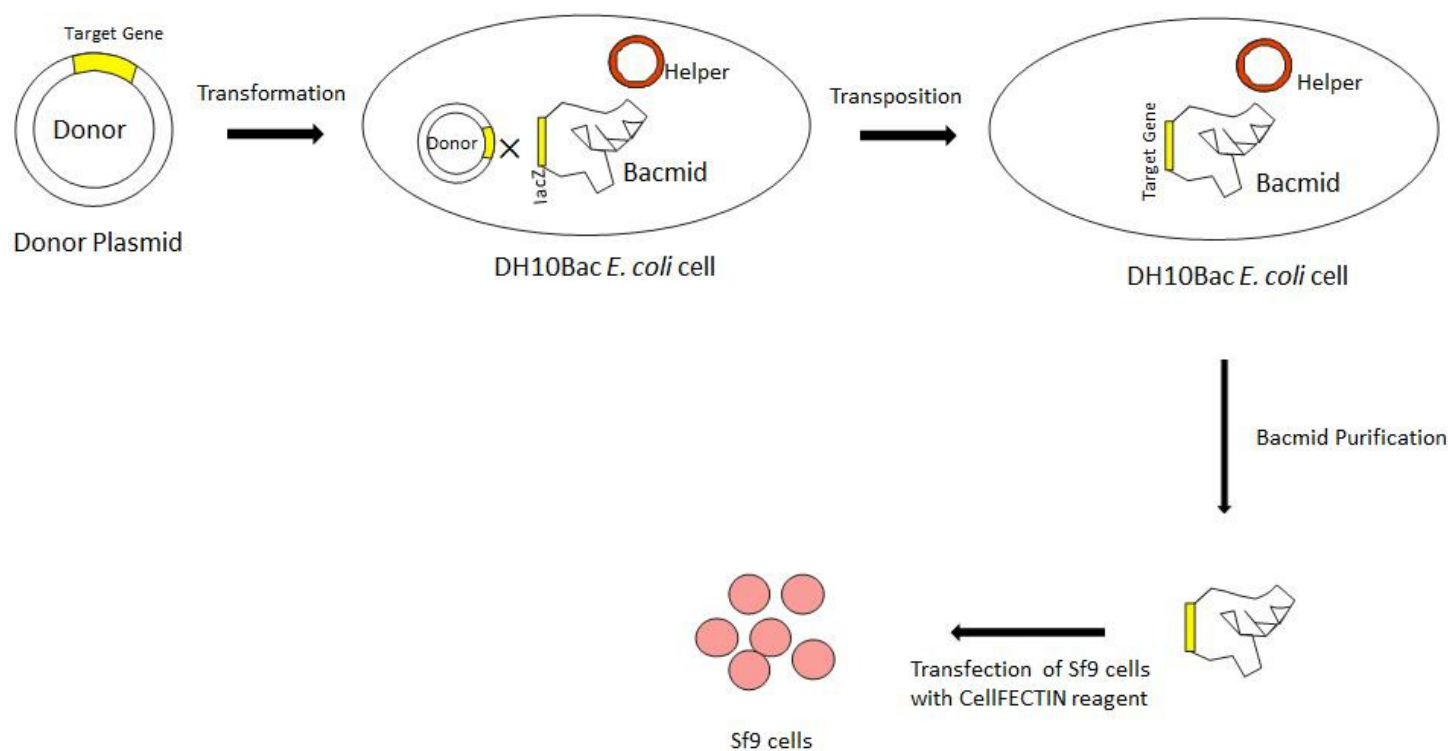 Target Gene
Donor
Donor Plasmid
Transformation
Helper
Donor
lacZ
Bacmid
DH10Bac E. coli cell
Transposition
Helper
Target Gene
Bacmid
DH10Bac E. coli cell
Bacmid Purification
Transfection of Sf9 cells
with CellFECTIN reagent
Sf9 cells